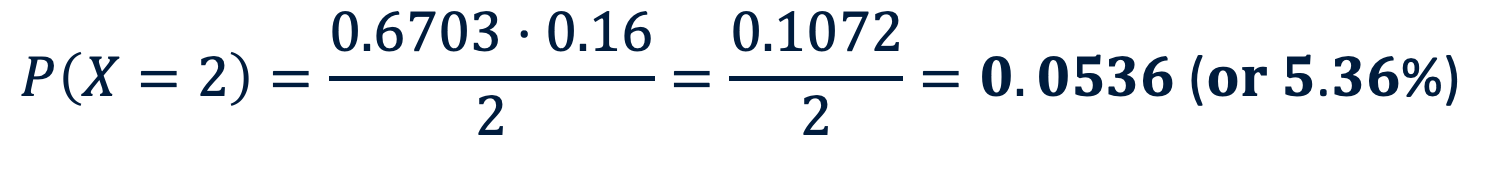 P(X = 2) = 0.6703 · 0.16 / 2 = 0.1072 / 2 = 0.0536 (or 5.36%)